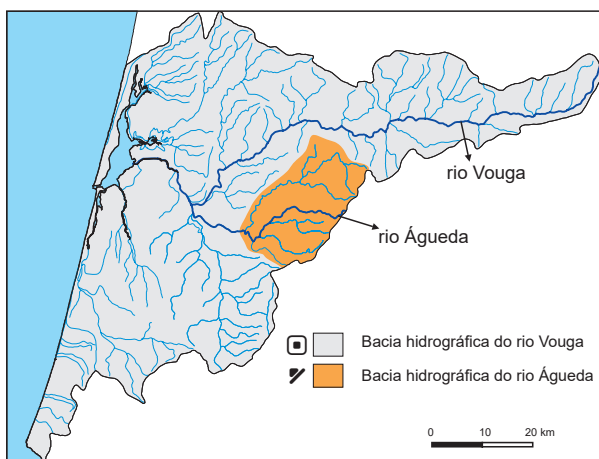 rio Vouga
rio Águeda
Bacia hidrográfica do rio Vouga
Bacia hidrográfica do rio Águeda
0 10 20 km